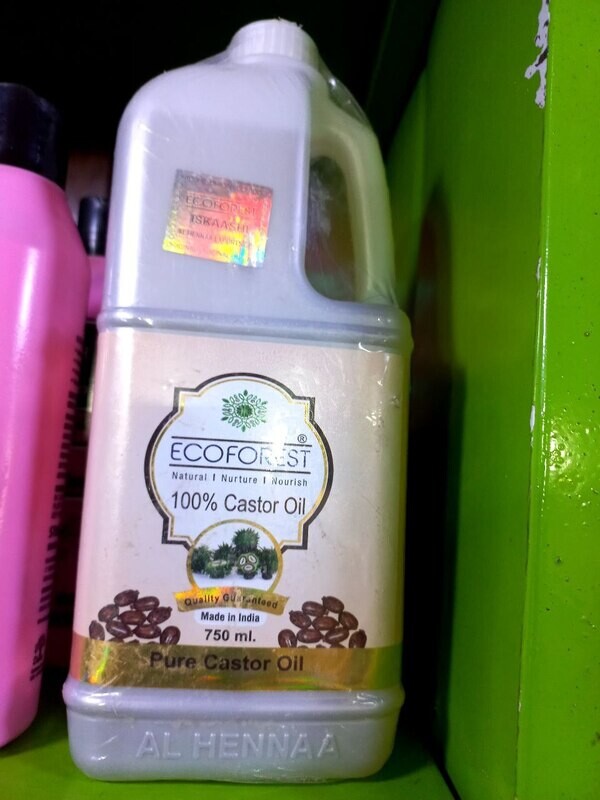 ECOFOREST
ISKAASHI
ECOFOREST®
Natural I Nurture I Nourish
100% Castor Oil
Quality Guaranteed
Made in India
750 ml.
Pure Castor Oil
AL HENNAA